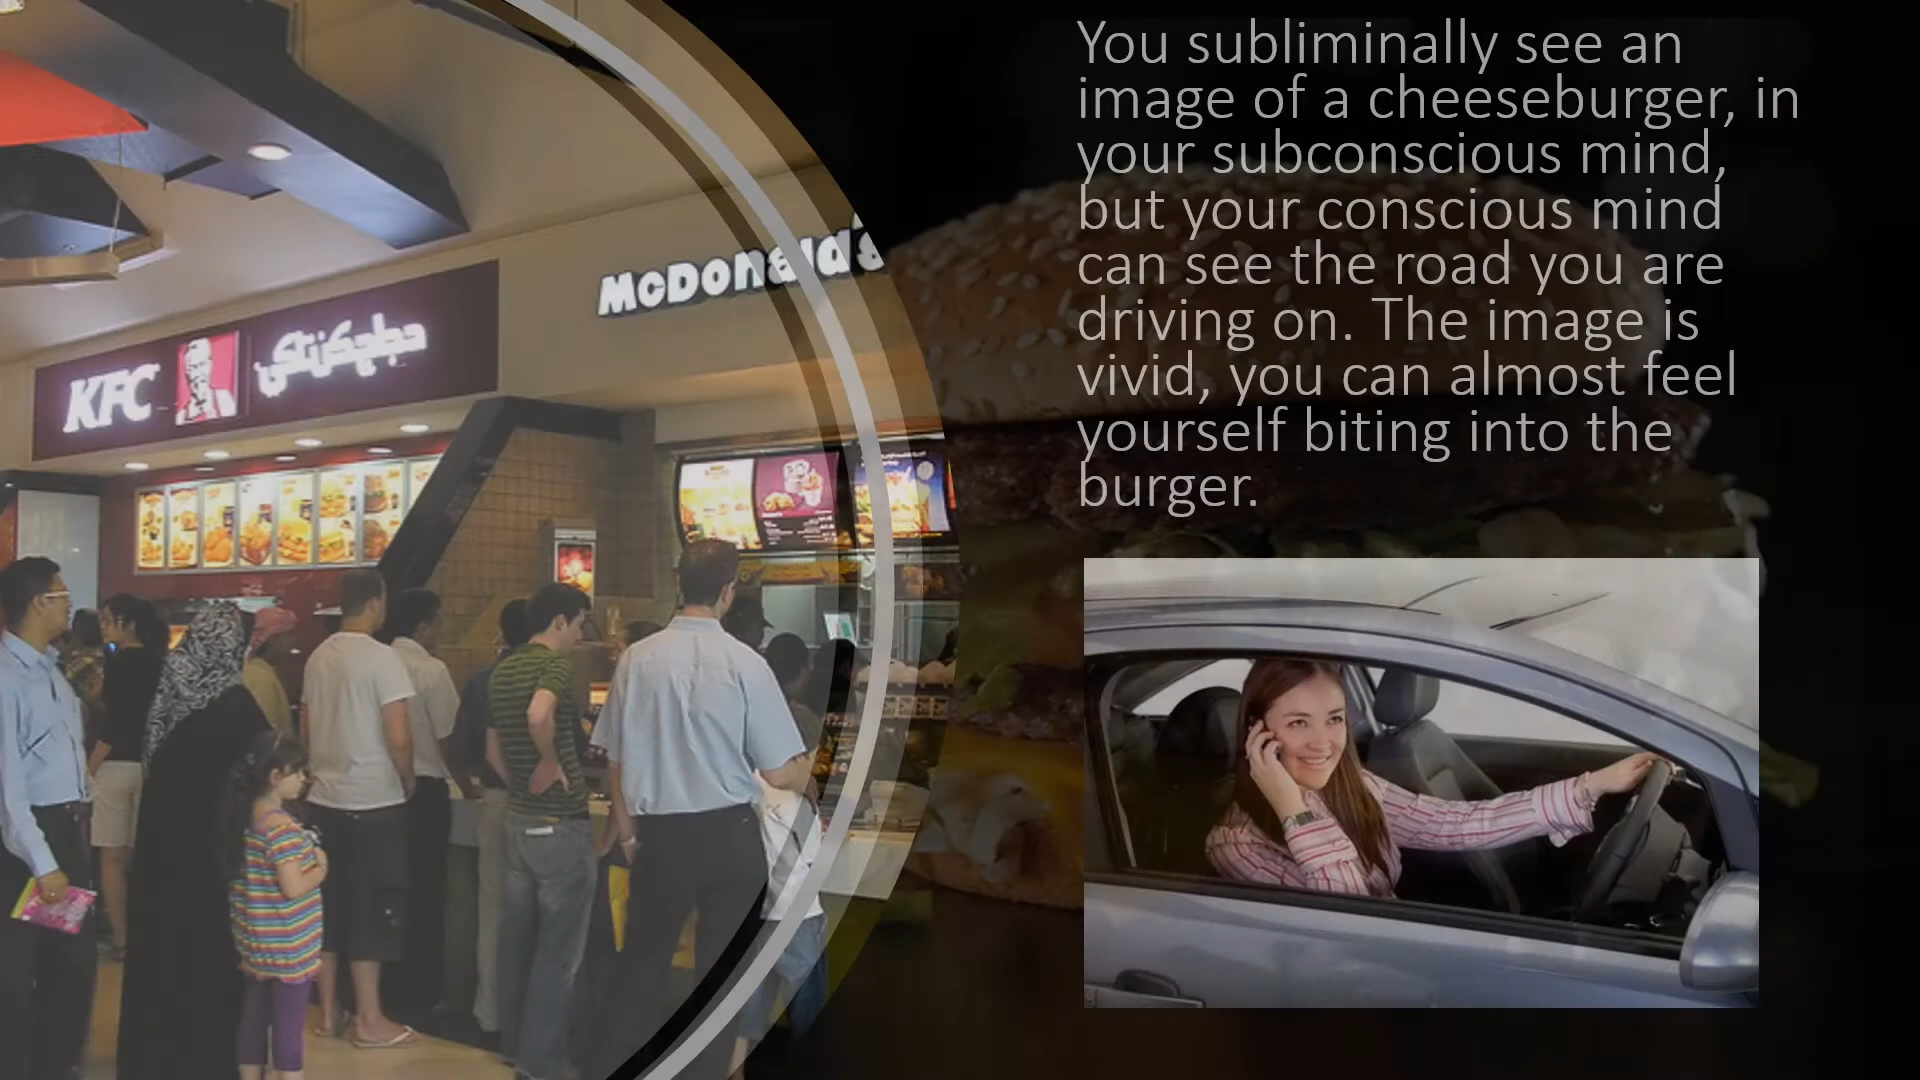 You subliminally see an
image of a cheeseburger, in
your subconscious mind,
but your conscious mind
can see the road you are
driving on. The image is
vivid, you can almost feel
yourself biting into the
burger.
McDonald's
KFC